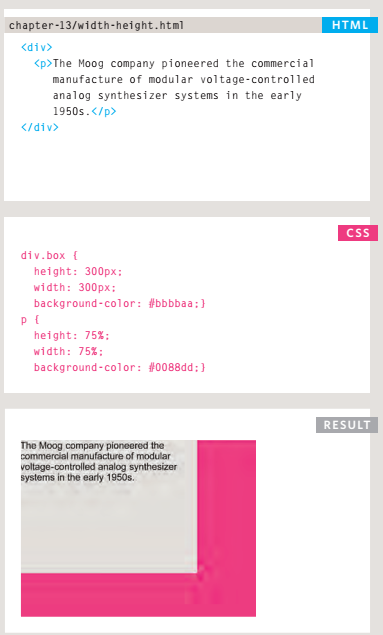 chapter-13/width-height.html
HTML
<div>
<p>The Moog company pioneered the commercial
manufacture of modular voltage-controlled
analog synthesizer systems in the early
1950s.</p>
</div>
CSS
div.box {
height: 300px;
width: 300px;
background-color: #bbbbaa;}
p {
height: 75%;
width: 75%;
background-color: #0088dd;}
RESULT
The Moog company pioneered the
commercial manufacture of modular
voltage-controlled analog synthesizer
systems in the early 1950s.